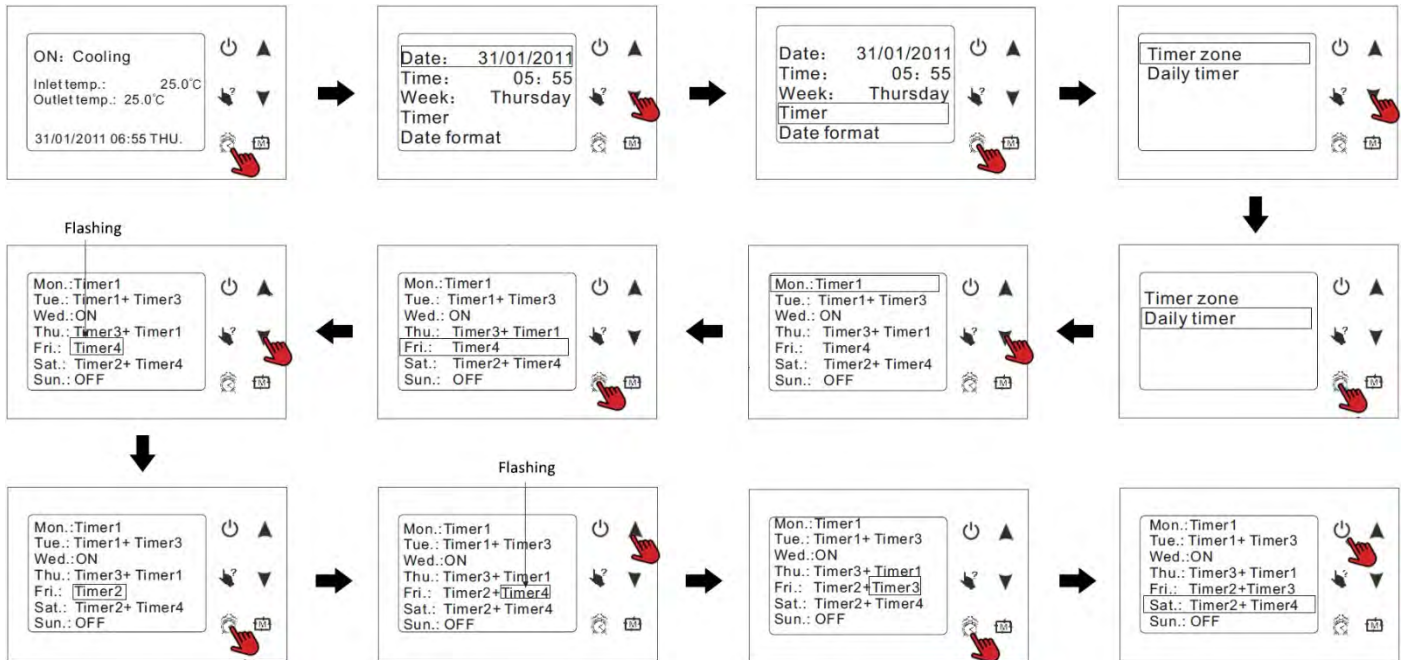 ON: Cooling
Inlet temp.: 25.0°C
Outlet temp.: 25.0°C
31/01/2011 06:55 THU.
?
M
Date: 31/01/2011
Time: 05: 55
Week: Thursday
Timer
Date format
?
M
Date: 31/01/2011
Time: 05: 55
Week: Thursday
Timer
Date format
?
M
Timer zone
Daily timer
?
M
Flashing
Mon.:Timer1
Tue.: Timer1+ Timer3
Wed.:ON
Thu.: Timer3+ Timer1
Fri.: Timer4
Sat.: Timer2+ Timer4
Sun.: OFF
?
M
Mon.:Timer1
Tue.: Timer1+ Timer3
Wed.: ON
Thu.: Timer3+ Timer1
Fri.: Timer4
Sat.: Timer2+ Timer4
Sun.: OFF
?
M
Mon.:Timer1
Tue.: Timer1+ Timer3
Wed.: ON
Thu.: Timer3+ Timer1
Fri.: Timer4
Sat.: Timer2+ Timer4
Sun.: OFF
?
M
Timer zone
Daily timer
?
M
Mon.:Timer1
Tue.: Timer1+ Timer3
Wed.:ON
Thu.: Timer3+ Timer1
Fri.: Timer2
Sat.: Timer2+ Timer4
Sun.: OFF
?
M
Flashing
Mon.:Timer1
Tue.: Timer1+ Timer3
Wed.:ON
Thu.: Timer3+ Timer1
Fri.: Timer2+Timer4
Sat.: Timer2+ Timer4
Sun.: OFF
?
M
Mon.:Timer1
Tue.: Timer1+ Timer3
Wed.:ON
Thu.: Timer3+ Timer1
Fri.: Timer2+Timer3
Sat.: Timer2+ Timer4
Sun.: OFF
?
M
Mon.:Timer1
Tue.: Timer1+ Timer3
Wed.:ON
Thu.: Timer3+ Timer1
Fri.: Timer2+Timer3
Sat.: Timer2+ Timer4
Sun.: OFF
?
M